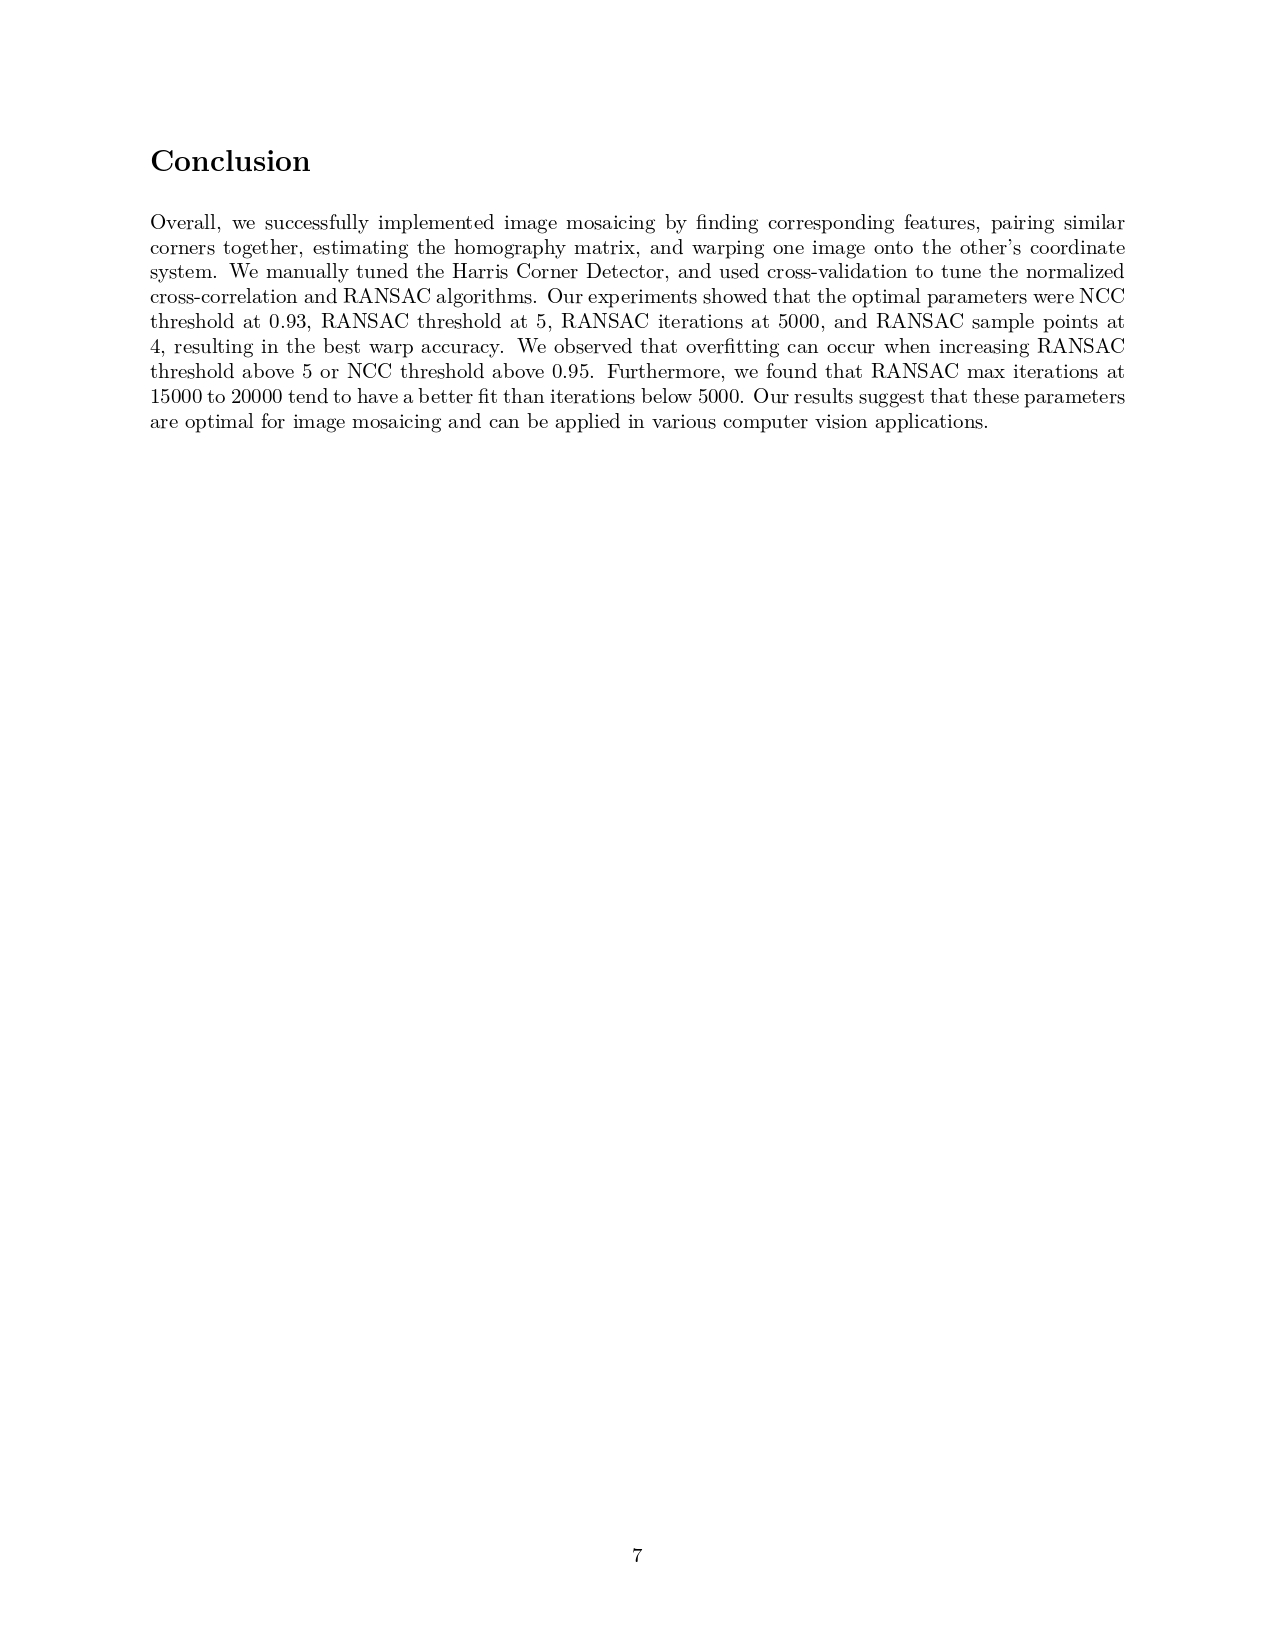 Conclusion
Overall, we successfully implemented image mosaicing by finding corresponding features, pairing similar
corners together, estimating the homography matrix, and warping one image onto the other's coordinate
system. We manually tuned the Harris Corner Detector, and used cross-validation to tune the normalized
cross-correlation and RANSAC algorithms. Our experiments showed that the optimal parameters were NCC
threshold at 0.93, RANSAC threshold at 5, RANSAC iterations at 5000, and RANSAC sample points at
4, resulting in the best warp accuracy. We observed that overfitting can occur when increasing RANSAC
threshold above 5 or NCC threshold above 0.95. Furthermore, we found that RANSAC max iterations at
15000 to 20000 tend to have a better fit than iterations below 5000. Our results suggest that these parameters
are optimal for image mosaicing and can be applied in various computer vision applications.
7